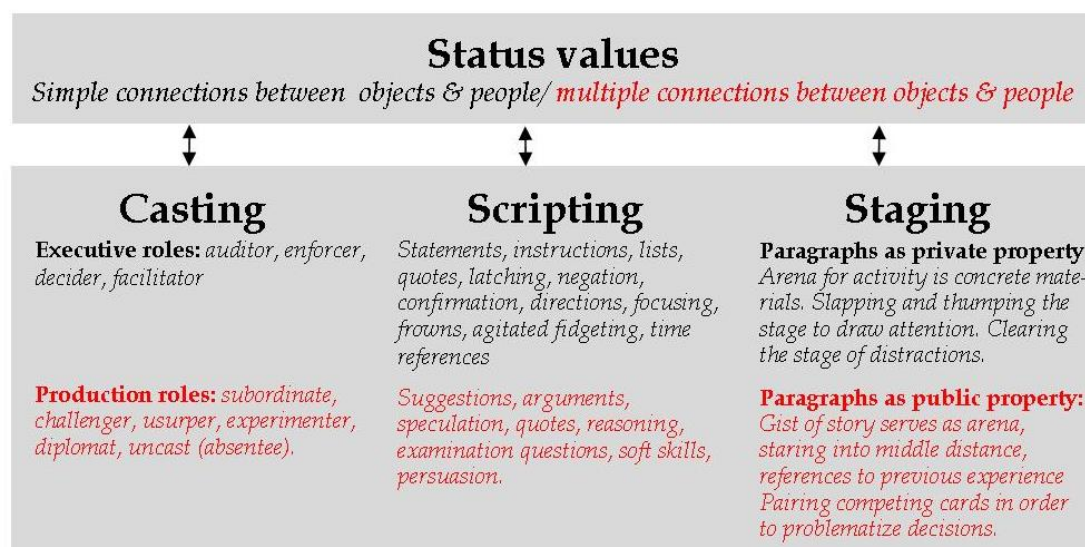 Status values
Simple connections between objects & people/ multiple connections between objects & people
Casting
Executive roles: auditor, enforcer,
decider, facilitator
Production roles: subordinate,
challenger, usurper, experimenter,
diplomat, uncast (absentee).
Scripting
Statements, instructions, lists,
quotes, latching, negation,
confirmation, directions, focusing,
frowns, agitated fidgeting, time
references
Suggestions, arguments,
speculation, quotes, reasoning,
examination questions, soft skills,
persuasion.
Staging
Paragraphs as private property
Arena for activity is concrete mate-
rials. Slapping and thumping the
stage to draw attention. Clearing
the stage of distractions.
Paragraphs as public property:
Gist of story serves as arena,
staring into middle distance,
references to previous experience
Pairing competing cards in order
to problematize decisions.